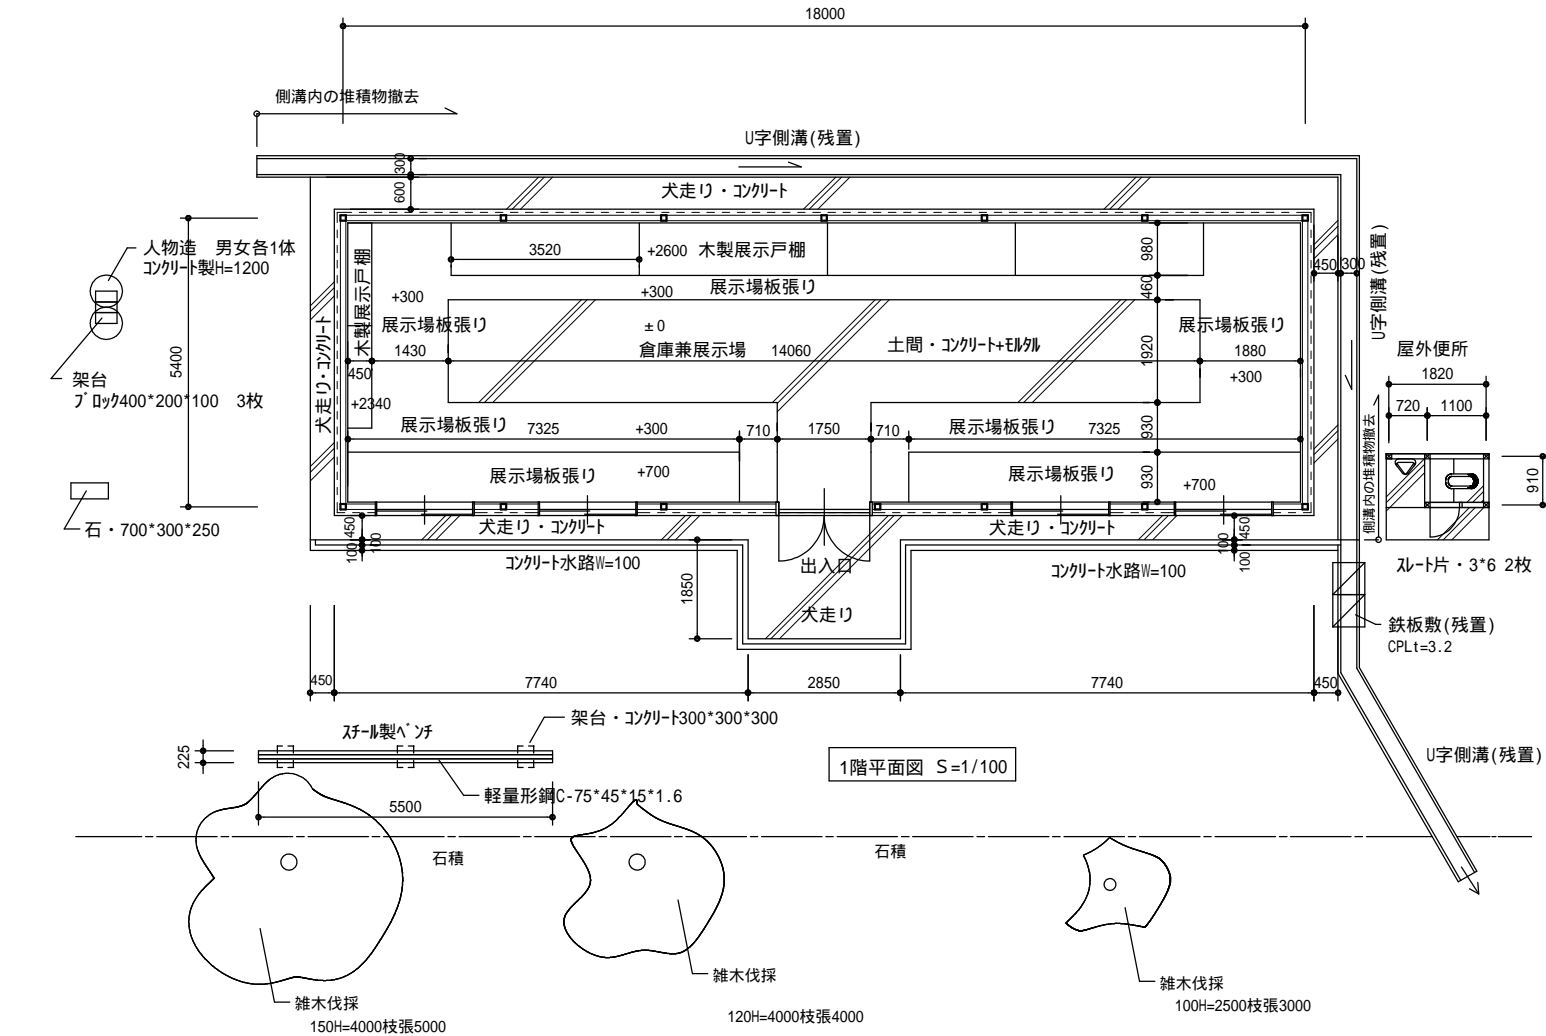 18000
側溝内の堆積物撤去
U字側溝(残置)
300
600
犬走り・コンクリート
人物造　男女各1体
コンクリート製H=1200
架台
ブロック400*200*100　3枚
石・700*300*250
5400
犬走り・コンクリート
木製展示戸棚
3520
+2600
木製展示戸棚
980
展示場板張り
460
+300
+300
展示場板張り
±0
展示場板張り
1430
倉庫兼展示場
14060
土間・コンクリート+モルタル
1920
1880
450
+300
+2340
展示場板張り
7325
+300
710
1750
710
展示場板張り
7325
930
展示場板張り
+700
展示場板張り
+700
930
450
300
U字側溝(残置)
屋外便所
1820
720
1100
910
側溝内の堆積物撤去
スレート片・3*6 2枚
鉄板敷(残置)
CPLt=3.2
450
100
100
犬走り・コンクリート
犬走り・コンクリート
450
100
100
コンクリート水路W=100
出入口
コンクリート水路W=100
1850
犬走り
450
7740
2850
7740
450
スチール製ベンチ
架台・コンクリート300*300*300
225
軽量形鋼C-75*45*15*1.6
5500
1階平面図 S=1/100
U字側溝(残置)
石積
石積
雑木伐採
150H=4000枝張5000
雑木伐採
120H=4000枝張4000
雑木伐採
100H=2500枝張3000